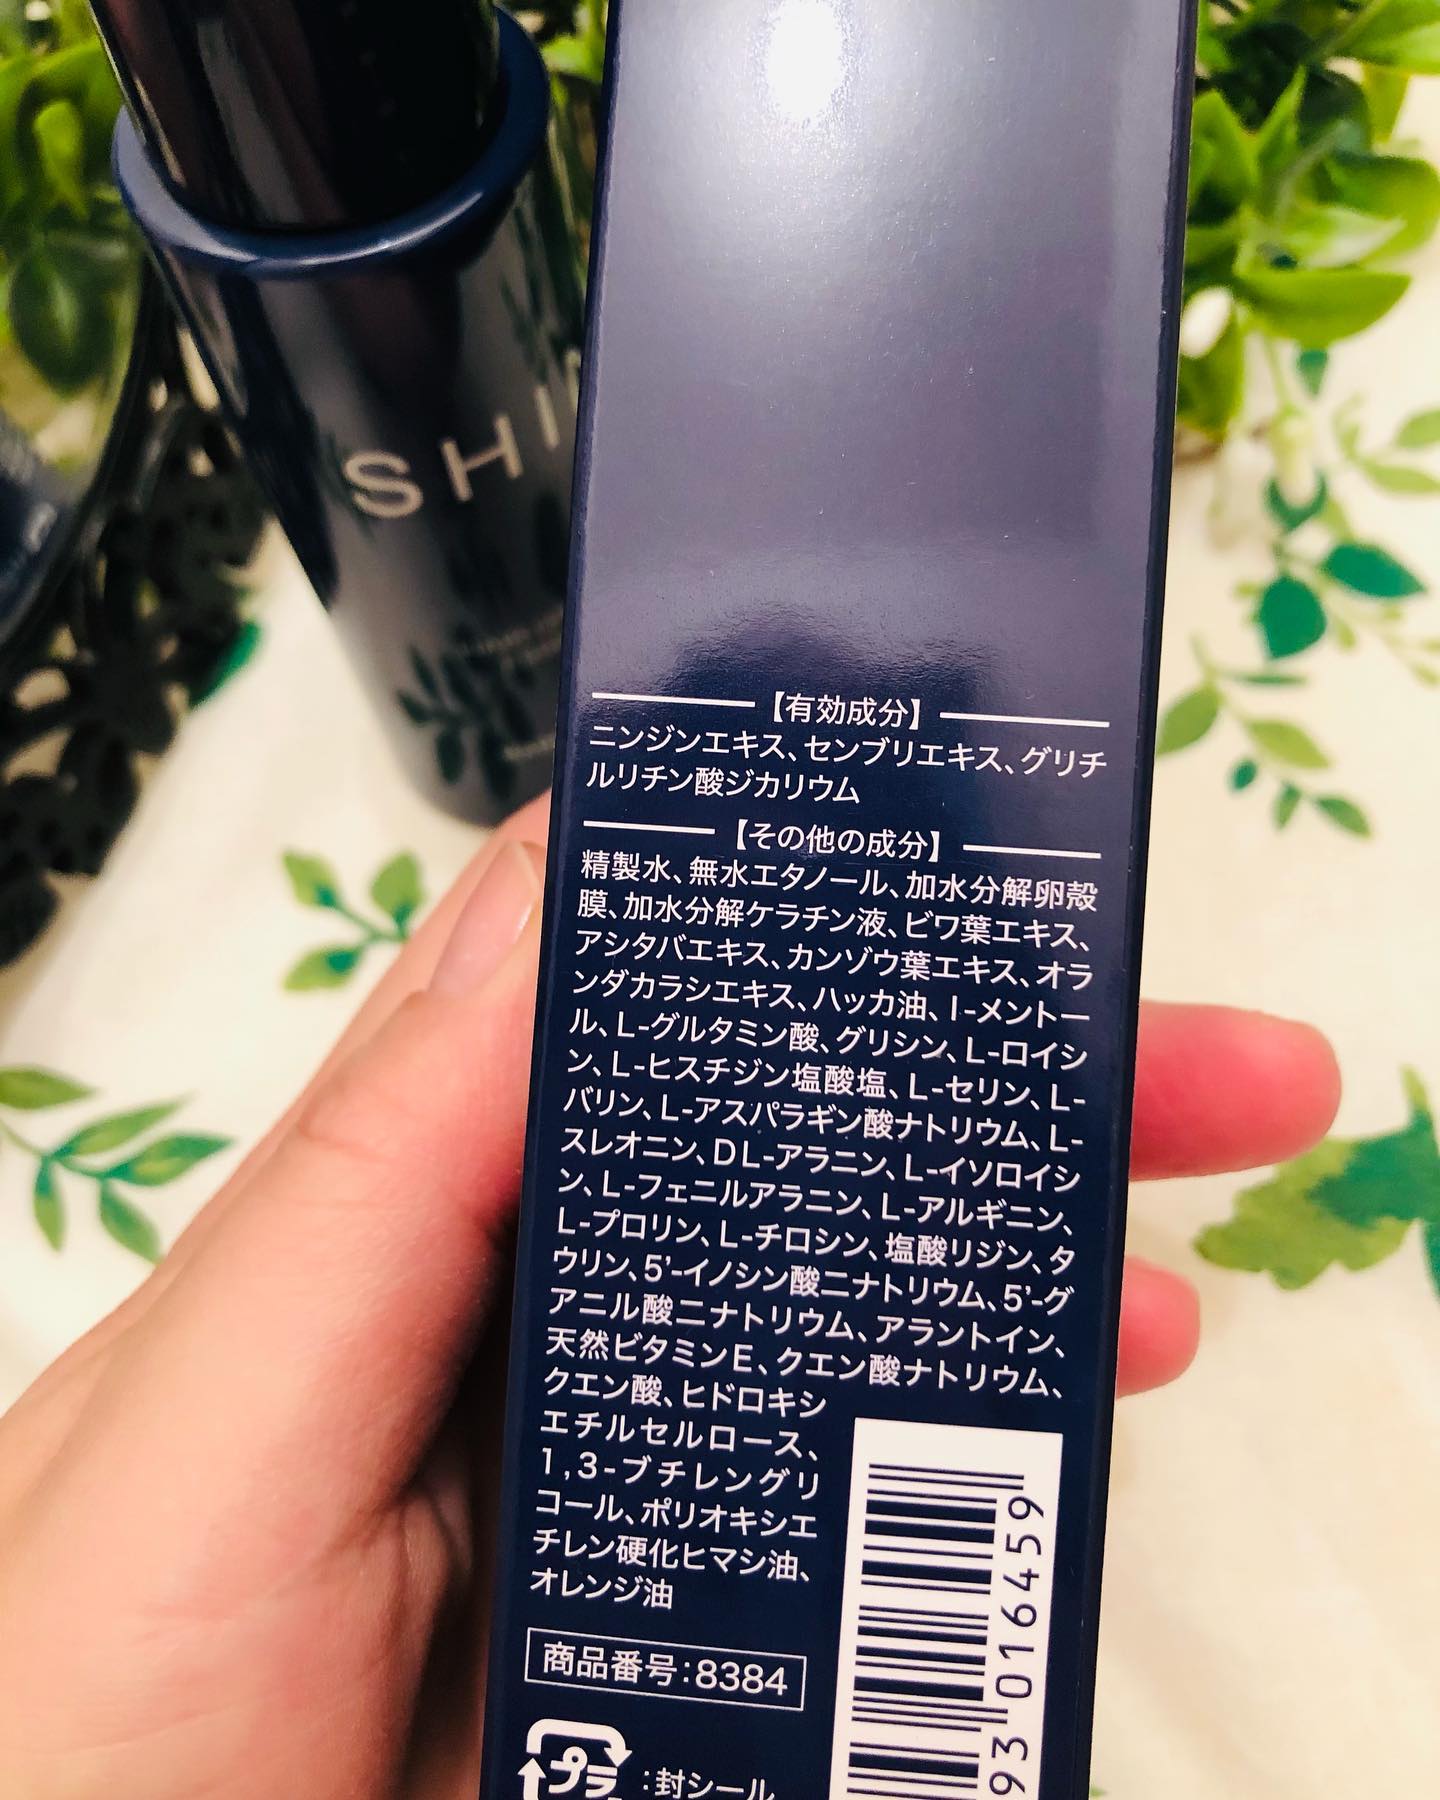 SHI
【有効成分】
ニンジンエキス、センブリエキス、グリチ
ルリチン酸ジカリウム
【その他の成分】
精製水、無水エタノール、加水分解卵殻
膜、加水分解ケラチン液、ビワ葉エキス、
アシタバエキス、カンゾウ葉エキス、オラ
ンダカラシエキス、ハッカ油、l-メントー
ル、L-グルタミン酸、グリシン、L-ロイシ
ン、L-ヒスチジン塩酸塩、L-セリン、L-
バリン、L-アスパラギン酸ナトリウム、L-
スレオニン、DL-アラニン、L-イソロイシ
ン、L-フェニルアラニン、L-アルギニン、
L-プロリン、L-チロシン、塩酸リジン、タ
ウリン、5'-イノシン酸二ナトリウム、5'-グ
アニル酸二ナトリウム、アラントイン、
天然ビタミンE、クエン酸ナトリウム、
クエン酸、ヒドロキシ
エチルセルロース、
1,3-ブチレングリ
コール、ポリオキシエ
チレン硬化ヒマシ油、
オレンジ油
商品番号:8384
プラ
:封シール
93 016459